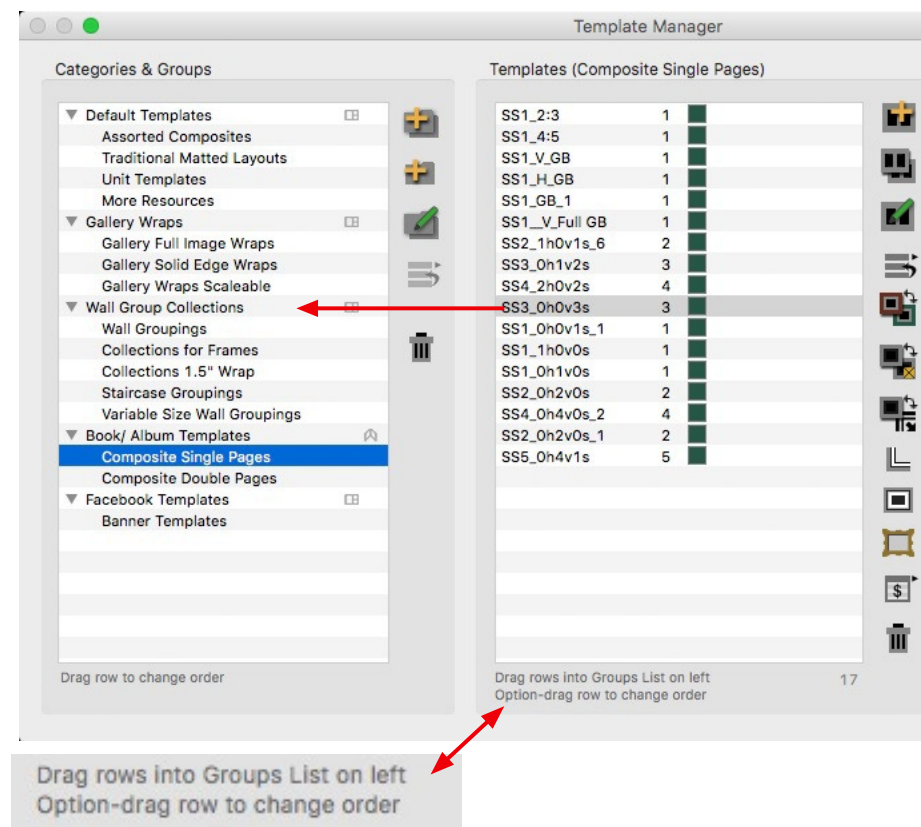 Template Manager
Categories & Groups
Templates (Composite Single Pages)
Default Templates
Assorted Composites
Traditional Matted Layouts
Unit Templates
More Resources
Gallery Wraps
Gallery Full Image Wraps
Gallery Solid Edge Wraps
Gallery Wraps Scaleable
Wall Group Collections
Wall Groupings
Collections for Frames
Collections 1.5" Wrap
Staircase Groupings
Variable Size Wall Groupings
Book/ Album Templates
Composite Single Pages
Composite Double Pages
Facebook Templates
Banner Templates
Drag row to change order
SS1_2:3 1
SS1_4:5 1
SS1_V_GB 1
SS1_H_GB 1
SS1_GB_1 1
SS1__V_Full GB 1
SS2_1h0v1s_6 2
SS3_0h1v2s 3
SS4_2h0v2s 4
SS3_0h0v3s 3
SS1_0h0v1s_1 1
SS1_1h0v0s 1
SS1_0h1v0s 1
SS2_0h2v0s 2
SS4_0h4v0s_2 4
SS2_0h2v0s_1 2
SS5_0h4v1s 5
$
Drag rows into Groups List on left 17
Option-drag row to change order
Drag rows into Groups List on left
Option-drag row to change order